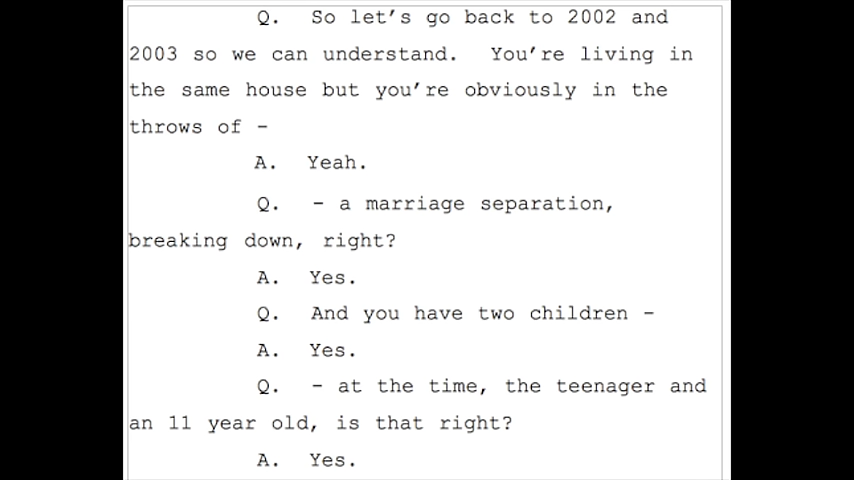 Q. So let’s go back to 2002 and
2003 so we can understand. You’re living in
the same house but you’re obviously in the
throws of –
A. Yeah.
Q. – a marriage separation,
breaking down, right?
A. Yes.
Q. And you have two children –
A. Yes.
Q. – at the time, the teenager and
an 11 year old, is that right?
A. Yes.